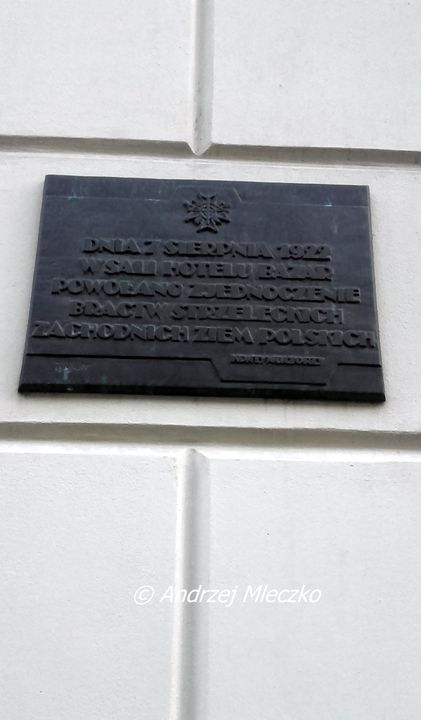 DNIA 7 SIERPNIA 1922
W SALI HOTELU BAZAR
POWOŁANO ZJEDNOCZENIE
BRACTW STRZELECKICH
ZACHODNICH ZIEM POLSKICH
© Andrzej Mleczko